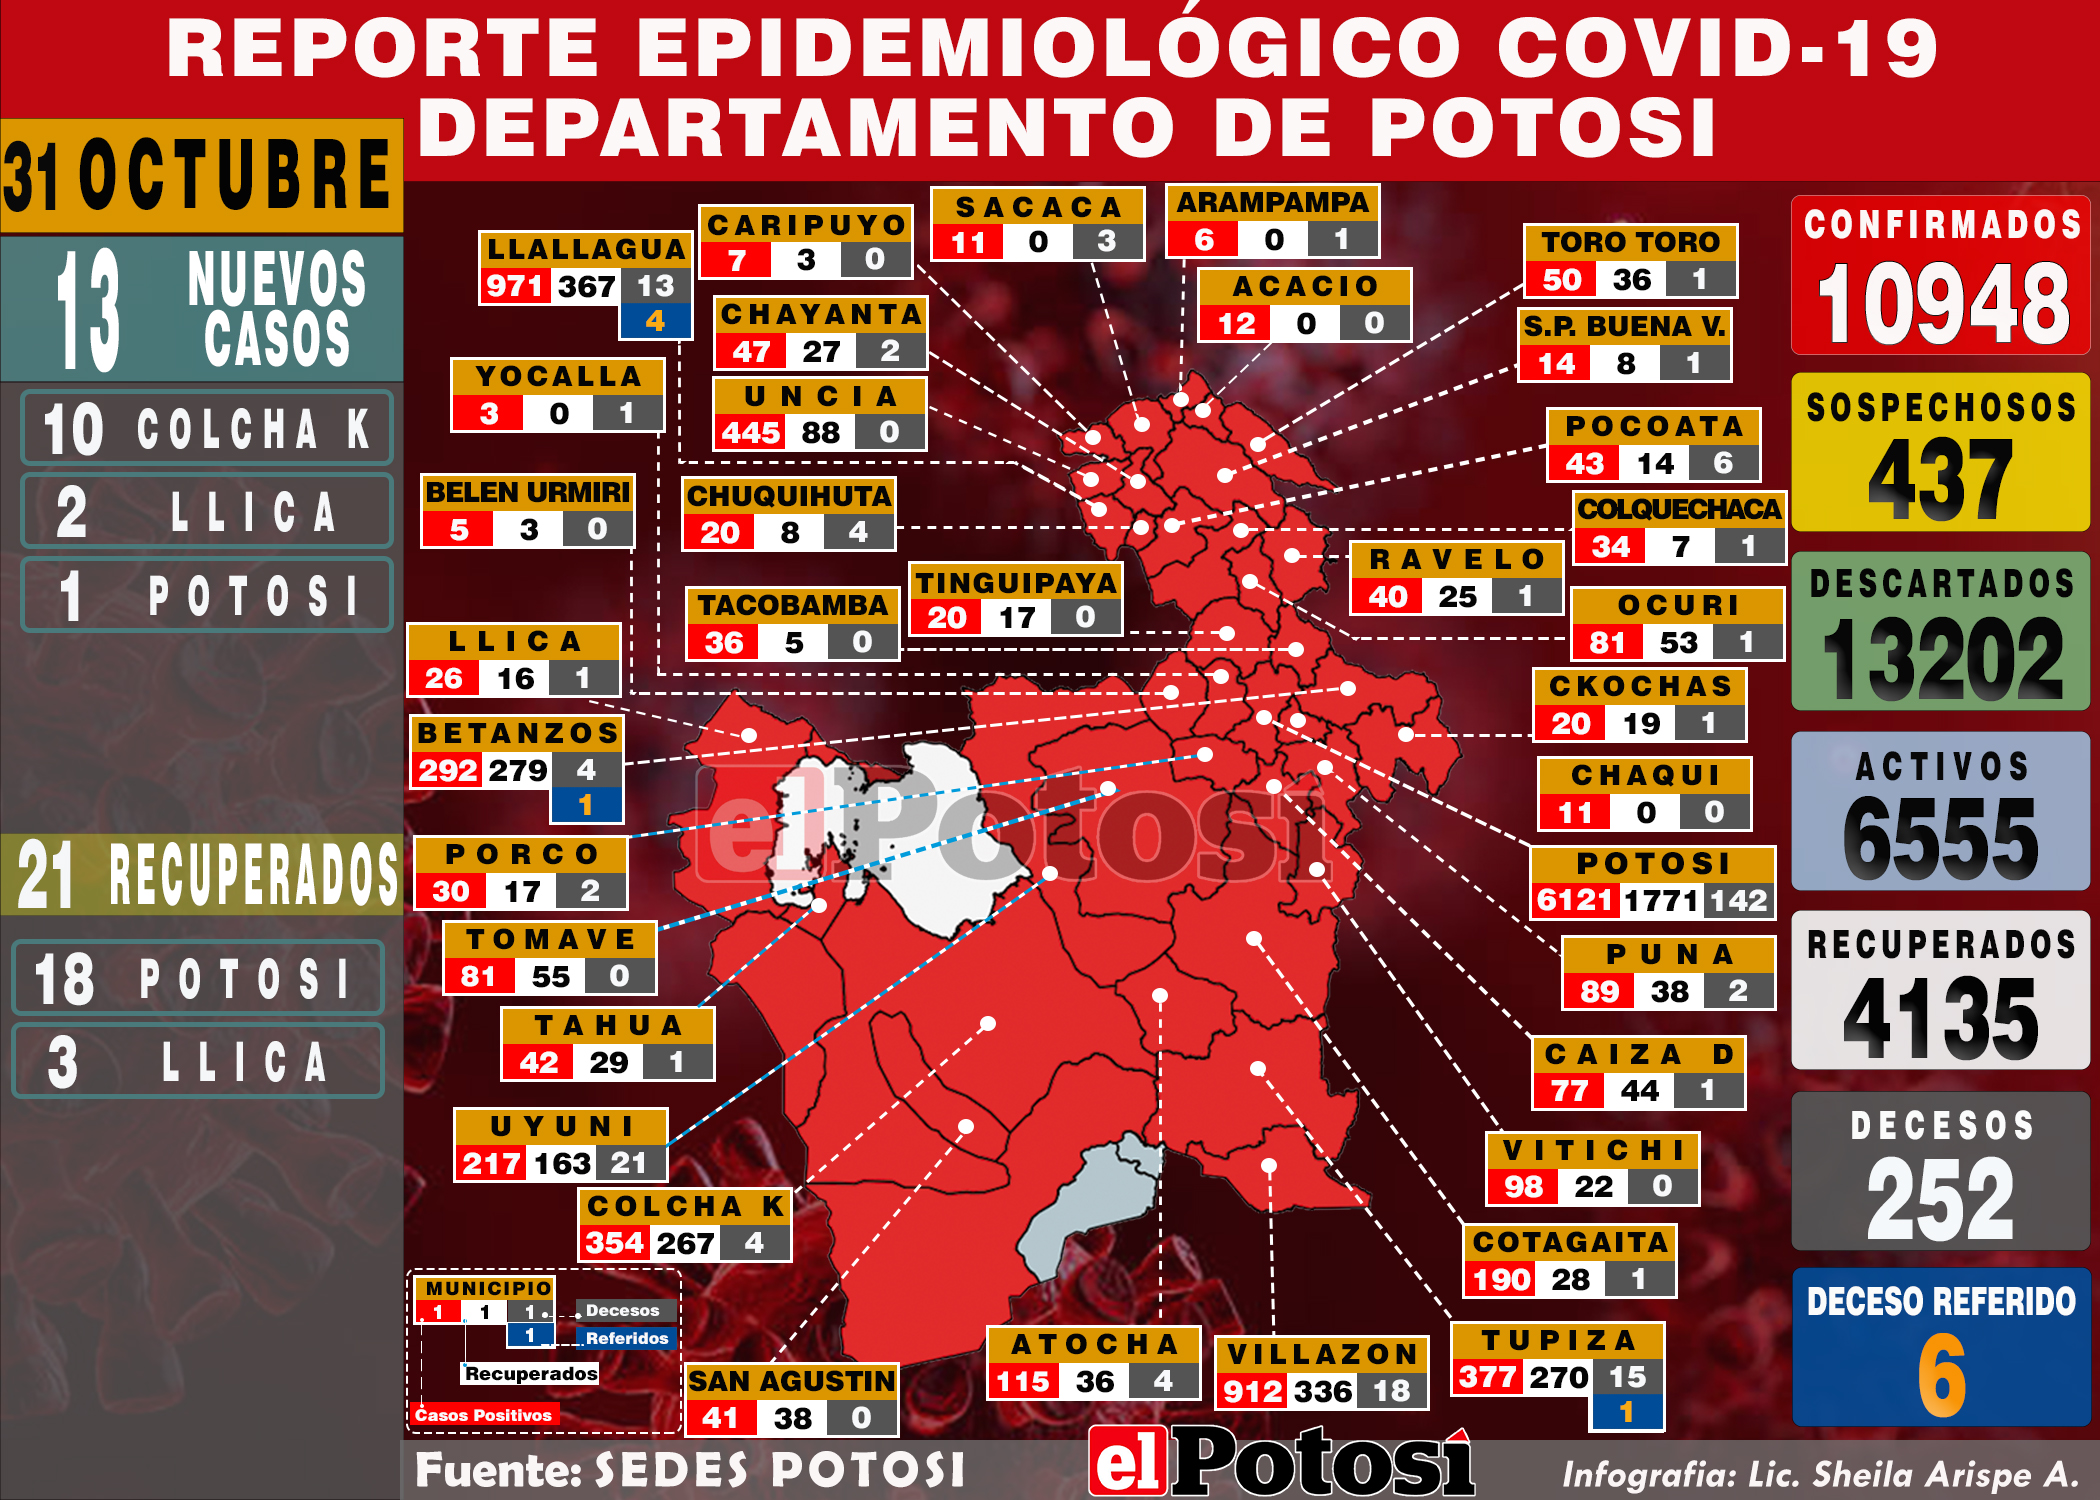 REPORTE EPIDEMIOLÓGICO COVID-19
DEPARTAMENTO DE POTOSI
31 OCTUBRE
13 NUEVOS CASOS
10 COLCHA K
2 LLICA
1 POTOSI
21 RECUPERADOS
18 POTOSI
3 LLICA
LLALLAGUA
971 367 13
4
CARIPUYO
7 3 0
SACACA
11 0 3
ARAMPAMPA
6 0 1
ACACIO
12 0 0
TORO TORO
50 36 1
CHAYANTA
47 27 2
S.P. BUENA V.
14 8 1
YOCALLA
3 0 1
UNCIA
445 88 0
POCOATA
43 14 6
BELEN URMIRI
5 3 0
CHUQUIHUTA
20 8 4
COLQUECHACA
34 7 1
RAVELO
40 25 1
TINGUIPAYA
20 17 0
TACOBAMBA
36 5 0
OCURI
81 53 1
LLICA
26 16 1
CKOCHAS
20 19 1
BETANZOS
292 279 4
1
CHAQUI
11 0 0
PORCO
30 17 2
POTOSI
6121 1771 142
TOMAVE
81 55 0
PUNA
89 38 2
TAHUA
42 29 1
CAIZA D
77 44 1
UYUNI
217 163 21
VITICHI
98 22 0
COLCHA K
354 267 4
COTAGAITA
190 28 1
SAN AGUSTIN
41 38 0
ATOCHA
115 36 4
VILLAZON
912 336 18
TUPIZA
377 270 15
1
el Potosí
MUNICIPIO
1 1 1 Decesos
1 Referidos
Recuperados
Casos Positivos
CONFIRMADOS
10948
SOSPECHOSOS
437
DESCARTADOS
13202
ACTIVOS
6555
RECUPERADOS
4135
DECESOS
252
DECESO REFERIDO
6
Fuente: SEDES POTOSI
el Potosí
Infografia: Lic. Sheila Arispe A.